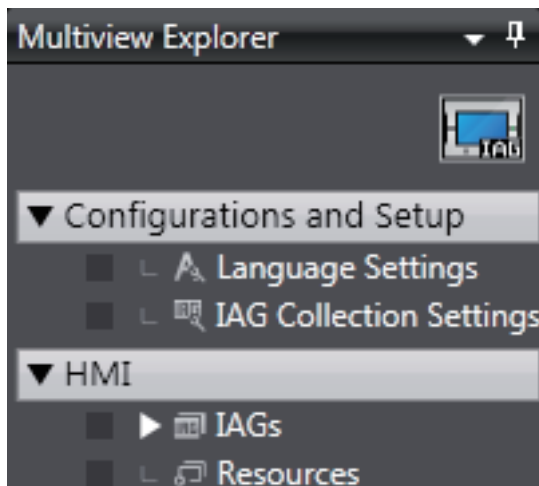 Multiview Explorer
IAG
Configurations and Setup
Language Settings
IAG Collection Settings
HMI
IAGs
Resources